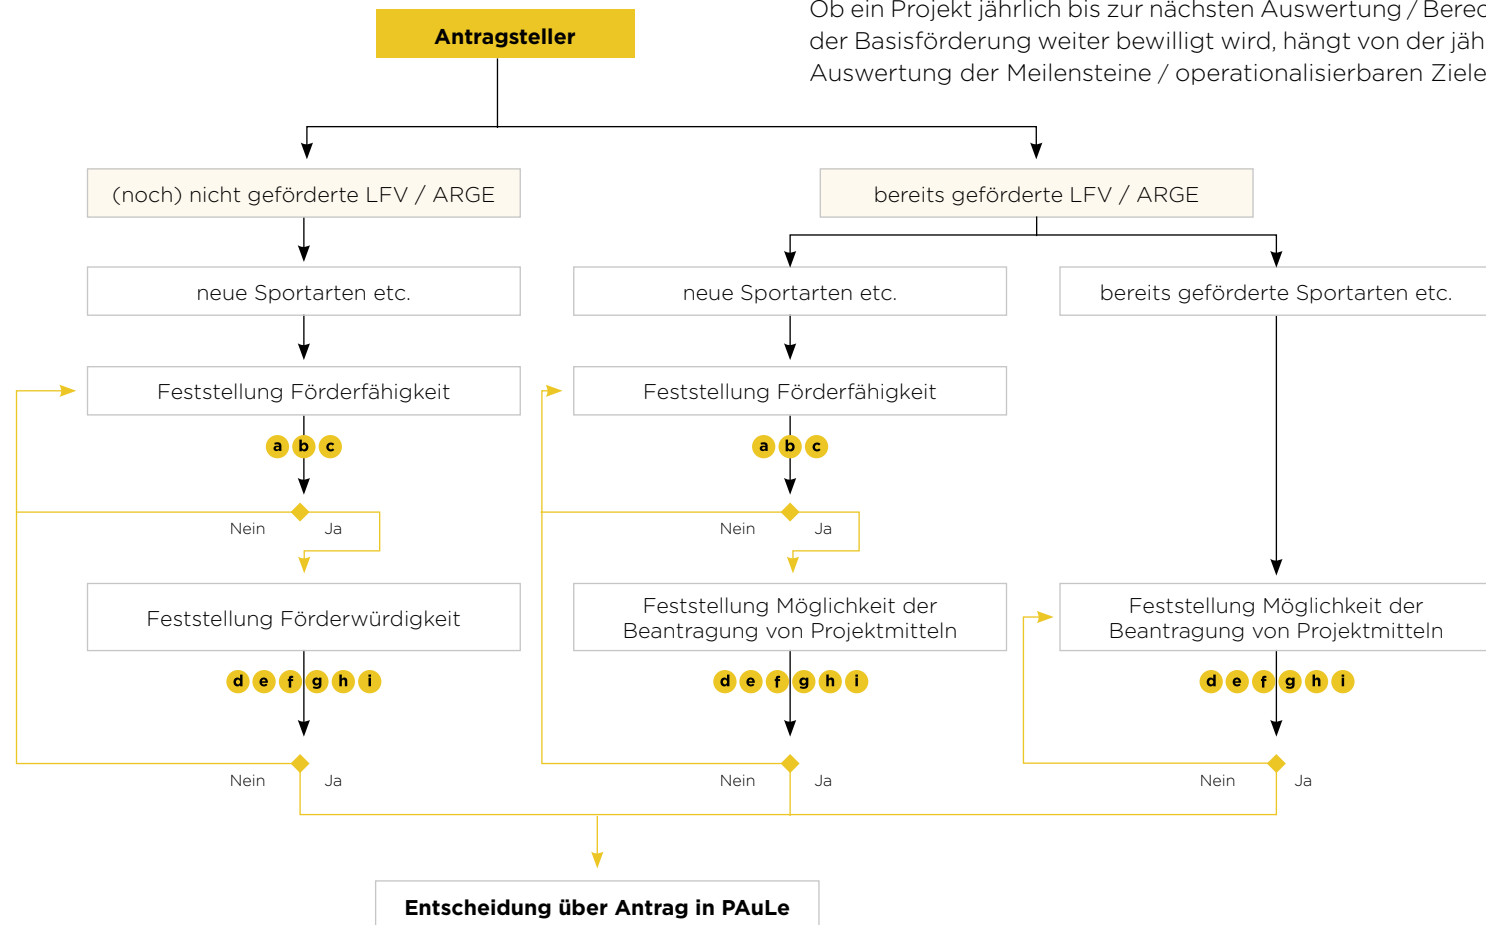 Ob ein Projekt jährlich bis zur nächsten Auswertung / 
der Basisförderung weiter bewilligt wird, hängt von der
Auswertung der Meilensteine / operationalisierbaren Ziele
Antragsteller
(noch) nicht geförderte LFV / ARGE
bereits geförderte LFV / ARGE
neue Sportarten etc.
neue Sportarten etc.
bereits geförderte Sportarten etc.
Feststellung Förderfähigkeit
Feststellung Förderfähigkeit
a b c
a b c
Nein Ja
Nein Ja
Feststellung Förderwürdigkeit
Feststellung Möglichkeit der
Beantragung von Projektmitteln
Feststellung Möglichkeit der
Beantragung von Projektmitteln
d e f g h i
d e f g h i
d e f g h i
Nein Ja
Nein Ja
Nein Ja
Entscheidung über Antrag in PAuLe